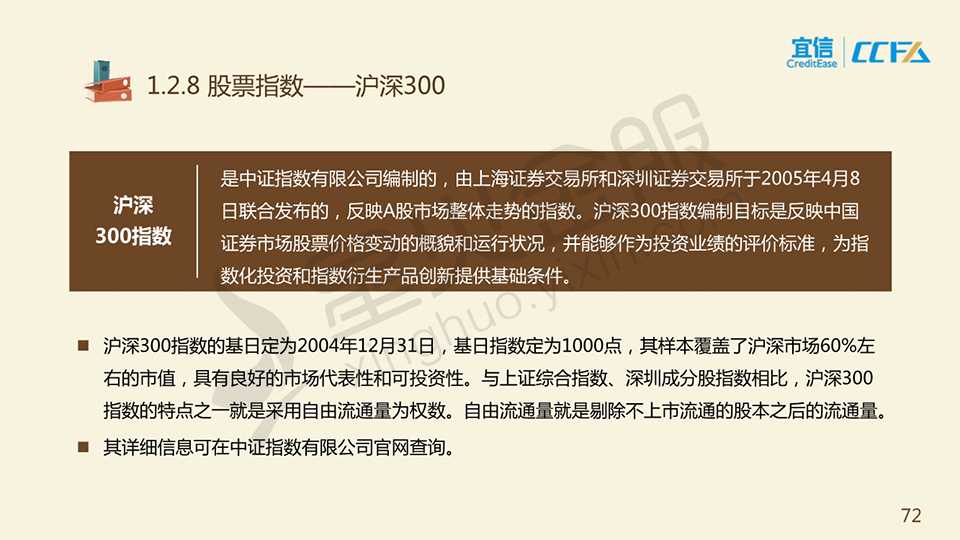 宜信
CreditEase
CCFA
1.2.8 股票指数——沪深300
沪深
300指数
是中证指数有限公司编制的，由上海证券交易所和深圳证券交易所于2005年4月8
日联合发布的，反映A股市场整体走势的指数。沪深300指数编制目标是反映中国
证券市场股票价格变动的概貌和运行状况，并能够作为投资业绩的评价标准，为指
数化投资和指数衍生产品创新提供基础条件。
■ 沪深300指数的基日定为2004年12月31日，基日指数定为1000点，其样本覆盖了沪深市场60%左
右的市值，具有良好的市场代表性和可投资性。与上证综合指数、深圳成分股指数相比，沪深300
指数的特点之一就是采用自由流通量为权数。自由流通量就是剔除不上市流通的股本之后的流通量。
■ 其详细信息可在中证指数有限公司官网查询。
72